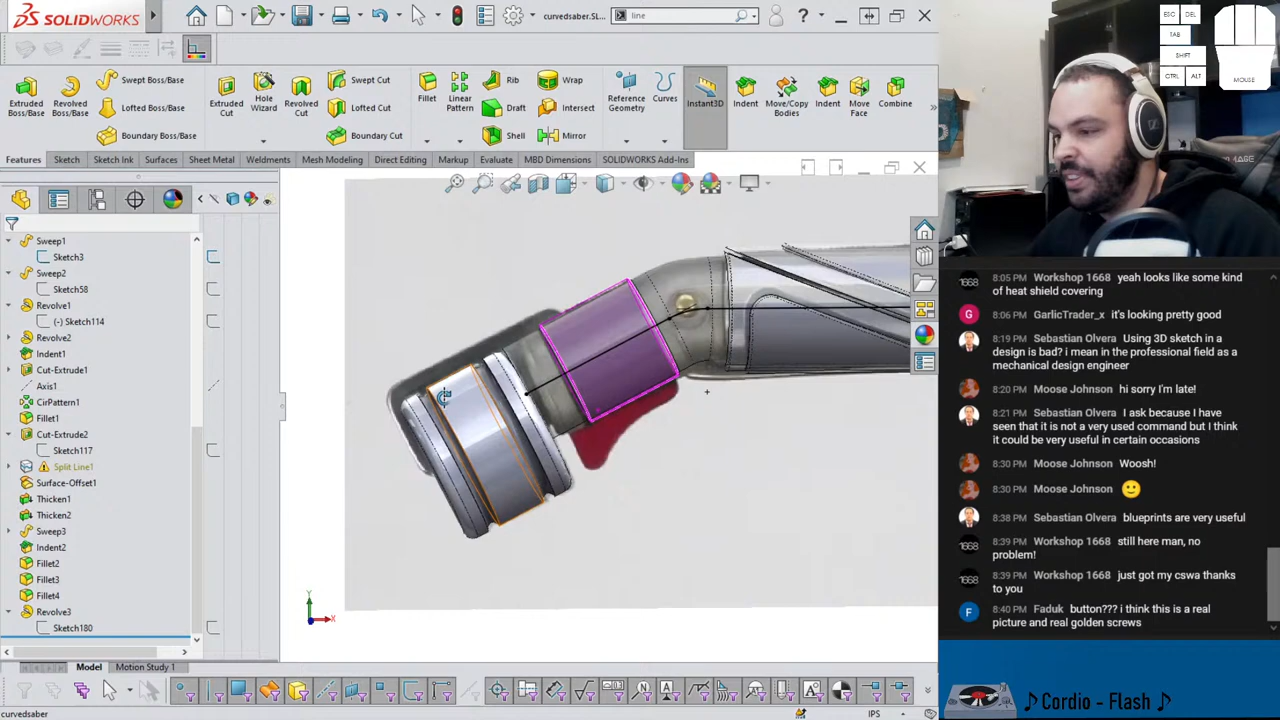 SOLIDWORKS
curvedsaber.SL...
line
Extruded Boss/Base
Revolved Boss/Base
Swept Boss/Base
Lofted Boss/Base
Boundary Boss/Base
Extruded Cut
Hole Wizard
Revolved Cut
Swept Cut
Lofted Cut
Boundary Cut
Fillet
Linear Pattern
Rib
Draft
Shell
Wrap
Intersect
Mirror
Reference Geometry
Curves
Instant3D
Indent
Move/Copy Bodies
Indent
Move Face
Combine
Features
Sketch
Sketch Ink
Surfaces
Sheet Metal
Weldments
Mesh Modeling
Direct Editing
Markup
Evaluate
MBD Dimensions
SOLIDWORKS Add-Ins
Sweep1
Sketch3
Sweep2
Sketch58
Revolve1
(-) Sketch114
Revolve2
Indent1
Cut-Extrude1
Axis1
CirPattern1
Fillet1
Cut-Extrude2
Sketch117
Split Line1
Surface-Offset1
Thicken1
Thicken2
Sweep3
Indent2
Fillet2
Fillet3
Fillet4
Revolve3
Sketch180
Y
X
Model
Motion Study 1
curvedsaber
IPS
ESC
DEL
TAB
SHIFT
CTRL
ALT
MOUSE
8:05 PM Workshop 1668 yeah looks like some kind
of heat shield covering
8:06 PM GarlicTrader_x it's looking pretty good
8:19 PM Sebastian Olvera Using 3D sketch in a
design is bad? i mean in the professional field as a
mechanical design engineer
8:20 PM Moose Johnson hi sorry I'm late!
8:21 PM Sebastian Olvera I ask because I have
seen that it is not a very used command but I think
it could be very useful in certain occasions
8:30 PM Moose Johnson Woosh!
8:30 PM Moose Johnson 🙂
8:38 PM Sebastian Olvera blueprints are very useful
8:39 PM Workshop 1668 still here man, no
problem!
8:39 PM Workshop 1668 just got my cswa thanks
to you
8:40 PM Faduk button??? i think this is a real
picture and real golden screws
♪ Cordio - Flash ♪